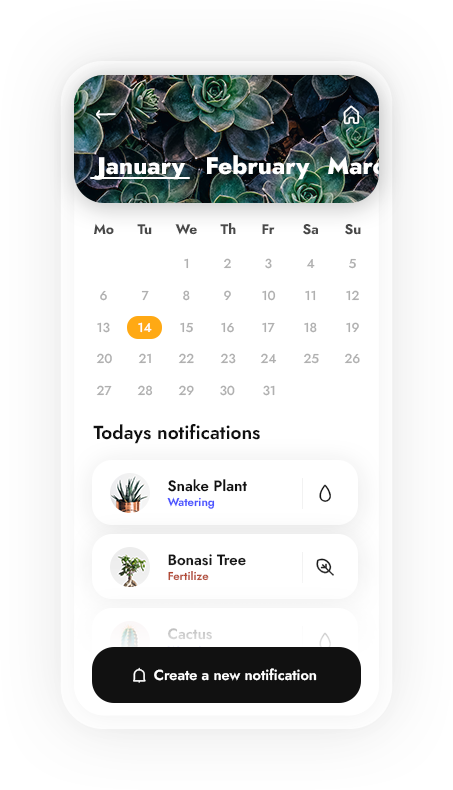 January February Marc
Mo Tu We Th Fr Sa Su
1 2 3 4 5
6 7 8 9 10 11 12
13 14 15 16 17 18 19
20 21 22 23 24 25 26
27 28 29 30 31
Todays notifications
Snake Plant
Watering
Bonasi Tree
Fertilize
Cactus
Create a new notification